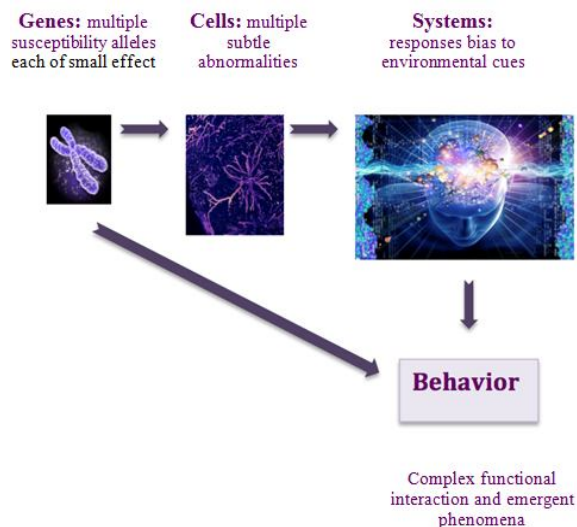 Genes: multiple
susceptibility alleles
each of small effect
Cells: multiple
subtle
abnormalities
Systems:
responses bias to
environmental cues
Behavior
Complex functional
interaction and emergent
phenomena